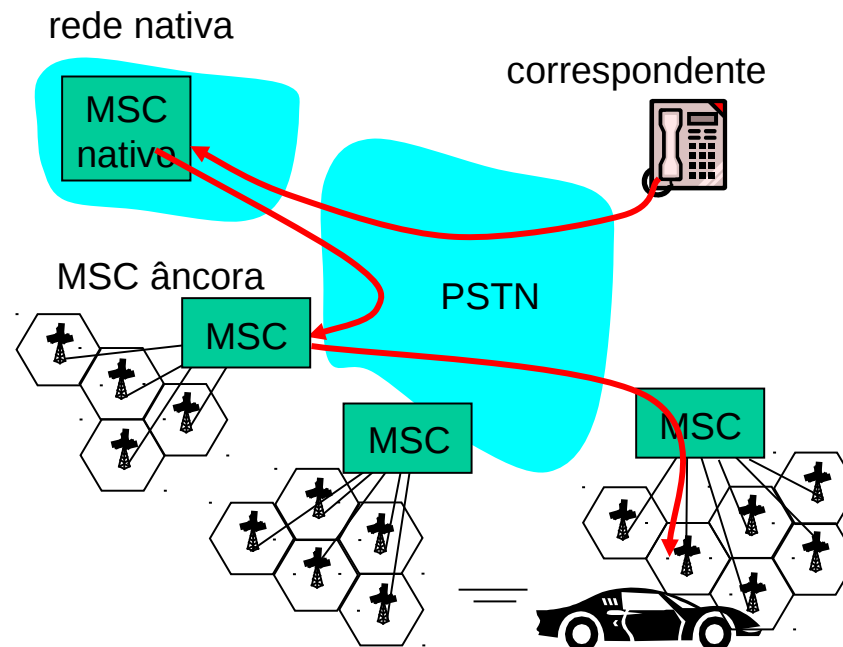 rede nativa
correspondente
MSC
nativo
MSC âncora
PSTN
MSC
MSC
MSC